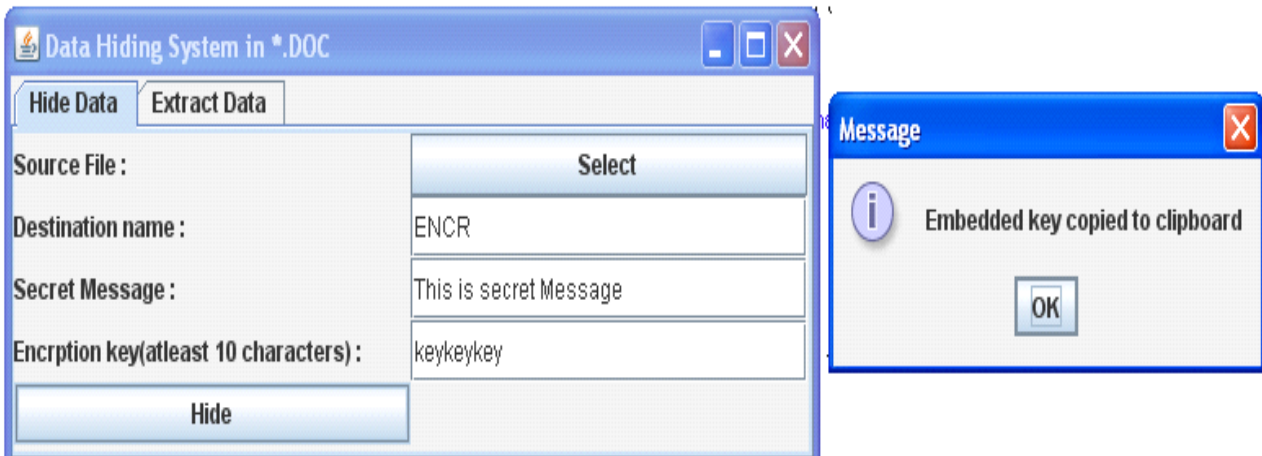 Data Hiding System in *.DOC
Hide Data Extract Data
Source File : Select
Destination name : ENCR
Secret Message : This is secret Message
Encrption key(atleast 10 characters) : keykeykey
Hide
Message
Embedded key copied to clipboard
OK